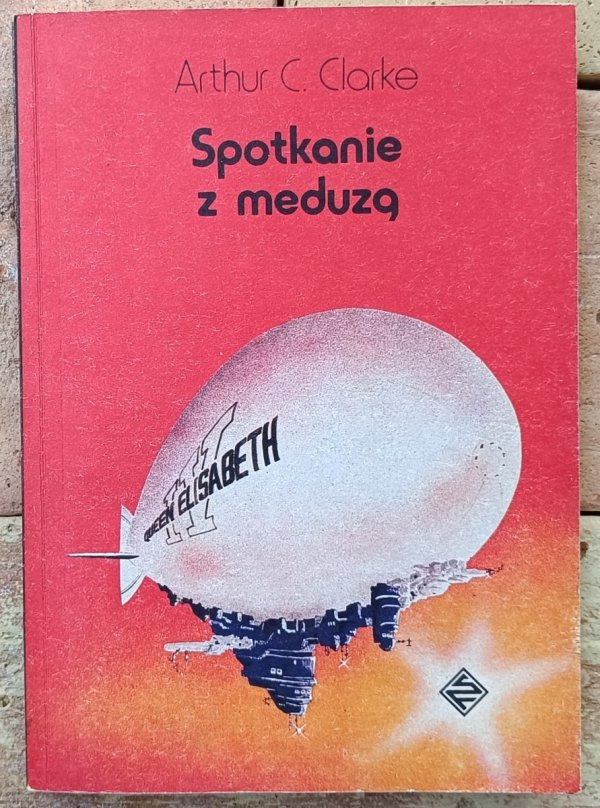 Arthur C. Clarke
Spotkanie
z meduzą
QUEEN ELISABETH